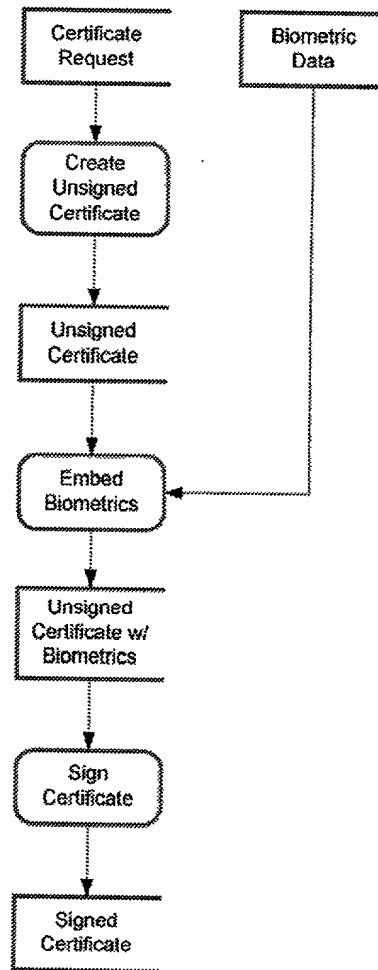 Certificate
Request
Biometric
Data
Create
Unsigned
Certificate
Unsigned
Certificate
Embed
Biometrics
Unsigned
Certificate w/
Biometrics
Sign
Certificate
Signed
Certificate